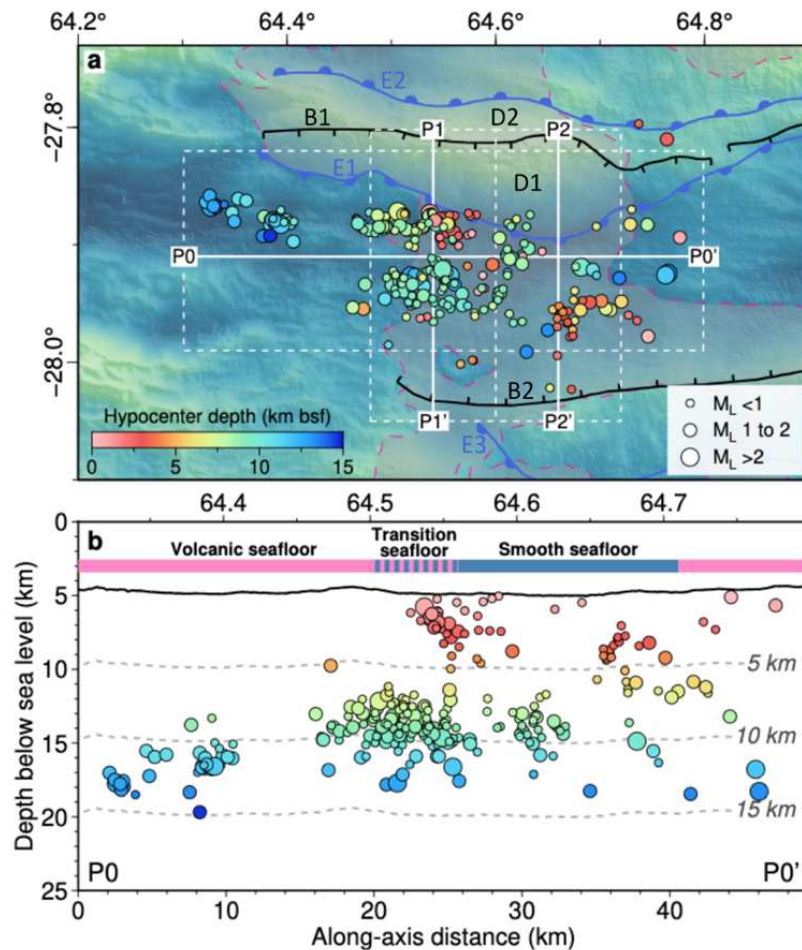 64.2° 64.4° 64.6° 64.8°
a
E2
B1 D2
P1 P2
−27.8°
E1
D1
P0 P0'
−28.0°
B2
P1' P2'
E3
Hypocenter depth (km bsf)
0 5 10 15
M_L <1
M_L 1 to 2
M_L >2
64.4 64.5 64.6 64.7
b
Volcanic seafloor
Transition
seafloor
Smooth seafloor
0
5
10
15
20
25
Depth below sea level (km)
5 km
10 km
15 km
P0 P0'
0 10 20 30 40
Along-axis distance (km)